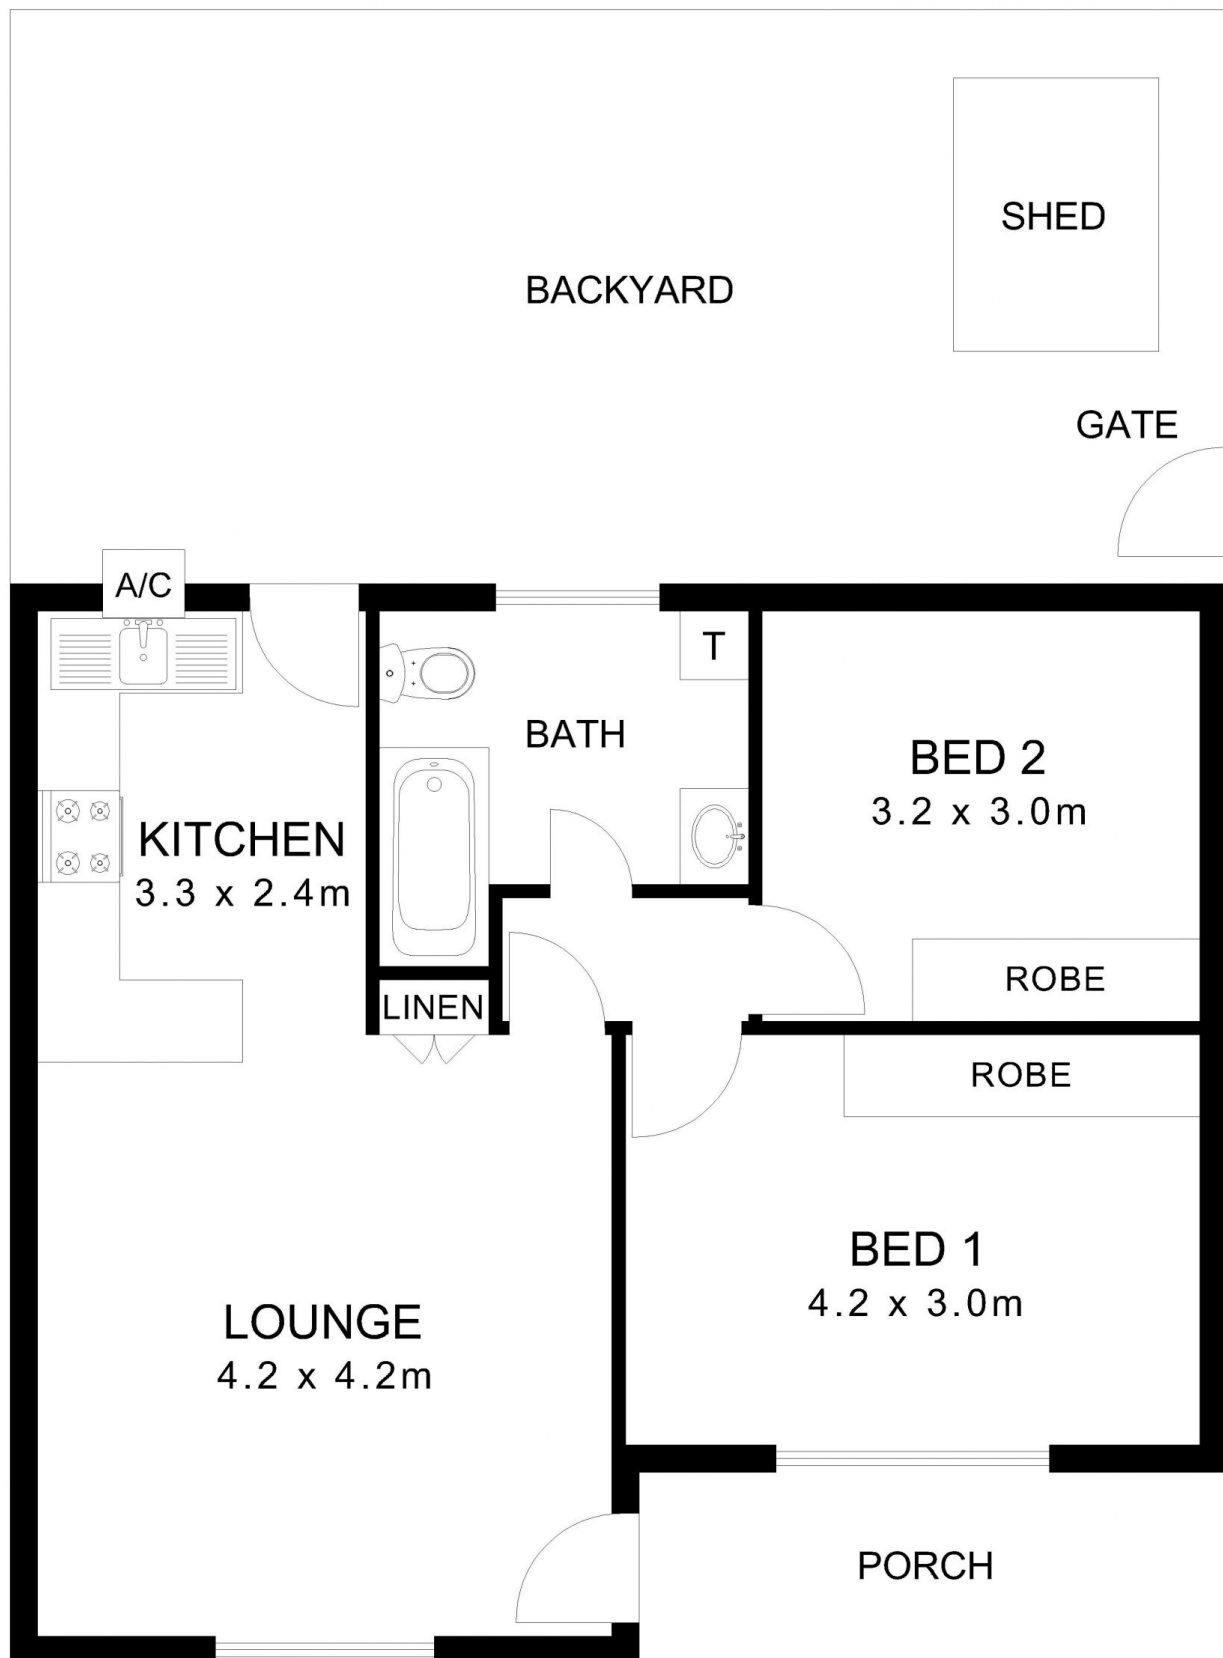 SHED
BACKYARD
GATE
A/C
T
BATH
BED 2
3.2 x 3.0m
KITCHEN
3.3 x 2.4m
ROBE
LINEN
ROBE
BED 1
4.2 x 3.0m
LOUNGE
4.2 x 4.2m
PORCH